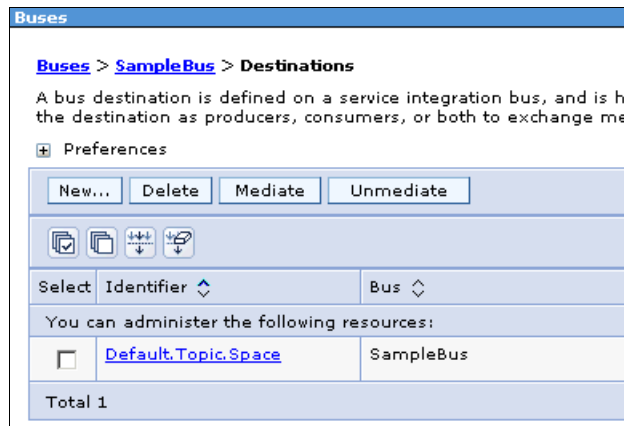 Buses
Buses > SampleBus > Destinations
A bus destination is defined on a service integration bus, and is h
the destination as producers, consumers, or both to exchange me
Preferences
New... Delete Mediate Unmediate
Select Identifier Bus
You can administer the following resources:
Default.Topic.Space SampleBus
Total 1